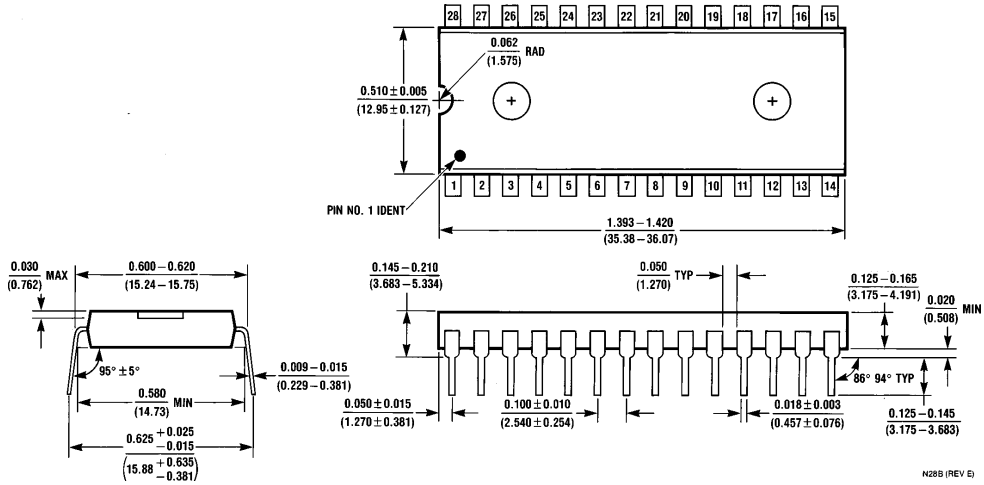 28 27 26 25 24 23 22 21 20 19 18 17 16 15
0.062
(1.575) RAD
0.510 ± 0.005
(12.95 ± 0.127)
1 2 3 4 5 6 7 8 9 10 11 12 13 14
PIN NO. 1 IDENT
1.393 – 1.420
(35.38 – 36.07)
0.030
(0.762) MAX
0.600 – 0.620
(15.24 – 15.75)
95° ± 5°
0.009 – 0.015
(0.229 – 0.381)
0.580
(14.73) MIN
0.625 + 0.025
– 0.015
(15.88 + 0.635
– 0.381)
0.145 – 0.210
(3.683 – 5.334)
0.050
(1.270) TYP
0.125 – 0.165
(3.175 – 4.191)
0.020
(0.508) MIN
86° 94° TYP
0.050 ± 0.015
(1.270 ± 0.381)
0.100 ± 0.010
(2.540 ± 0.254)
0.018 ± 0.003
(0.457 ± 0.076)
0.125 – 0.145
(3.175 – 3.683)
N28B (REV E)